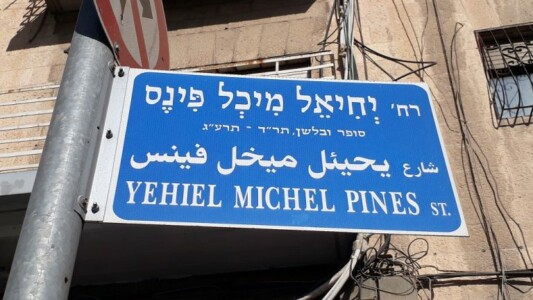 רח' יְחִיאֵל מִיכְל פִּינֶס
סופר ובלשן, תר״ד - תרע״ג
شارع يحيئل ميخل فينس
YEHIEL MICHEL PINES ST.